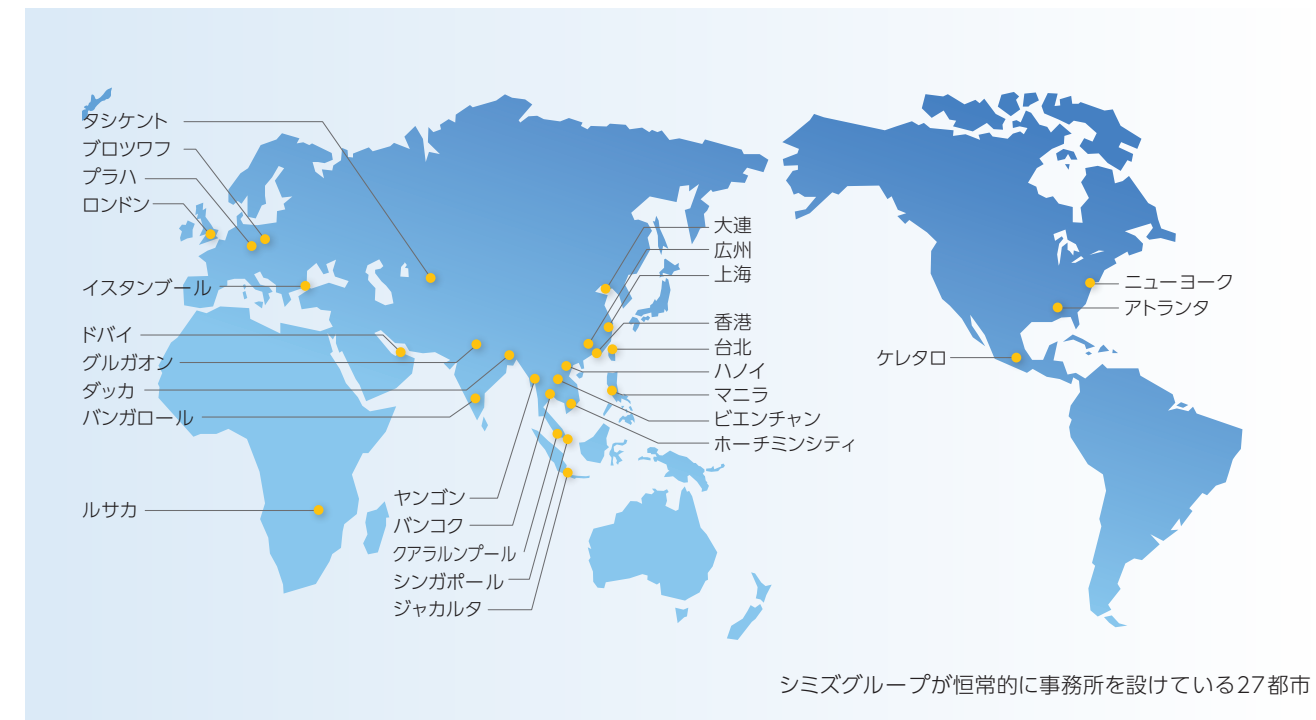 タシケント
ブロツワフ
プラハ
ロンドン
イスタンブール
ドバイ
グルガオン
ダッカ
バンガロール
ルサカ
ヤンゴン
バンコク
クアラルンプール
シンガポール
ジャカルタ
大連
広州
上海
香港
台北
ハノイ
マニラ
ビエンチャン
ホーチミンシティ
ニューヨーク
アトランタ
ケレタロ
シミズグループが恒常的に事務所を設けている27都市